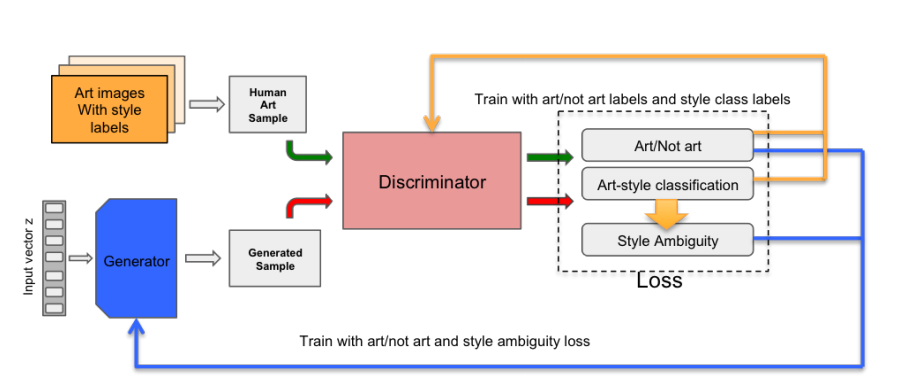 Art images
With style
labels
Human
Art
Sample
Train with art/not art labels and style class labels
Art/Not art
Discriminator
Art-style classification
Input vector z
Generator
Generated
Sample
Style Ambiguity
Loss
Train with art/not art and style ambiguity loss